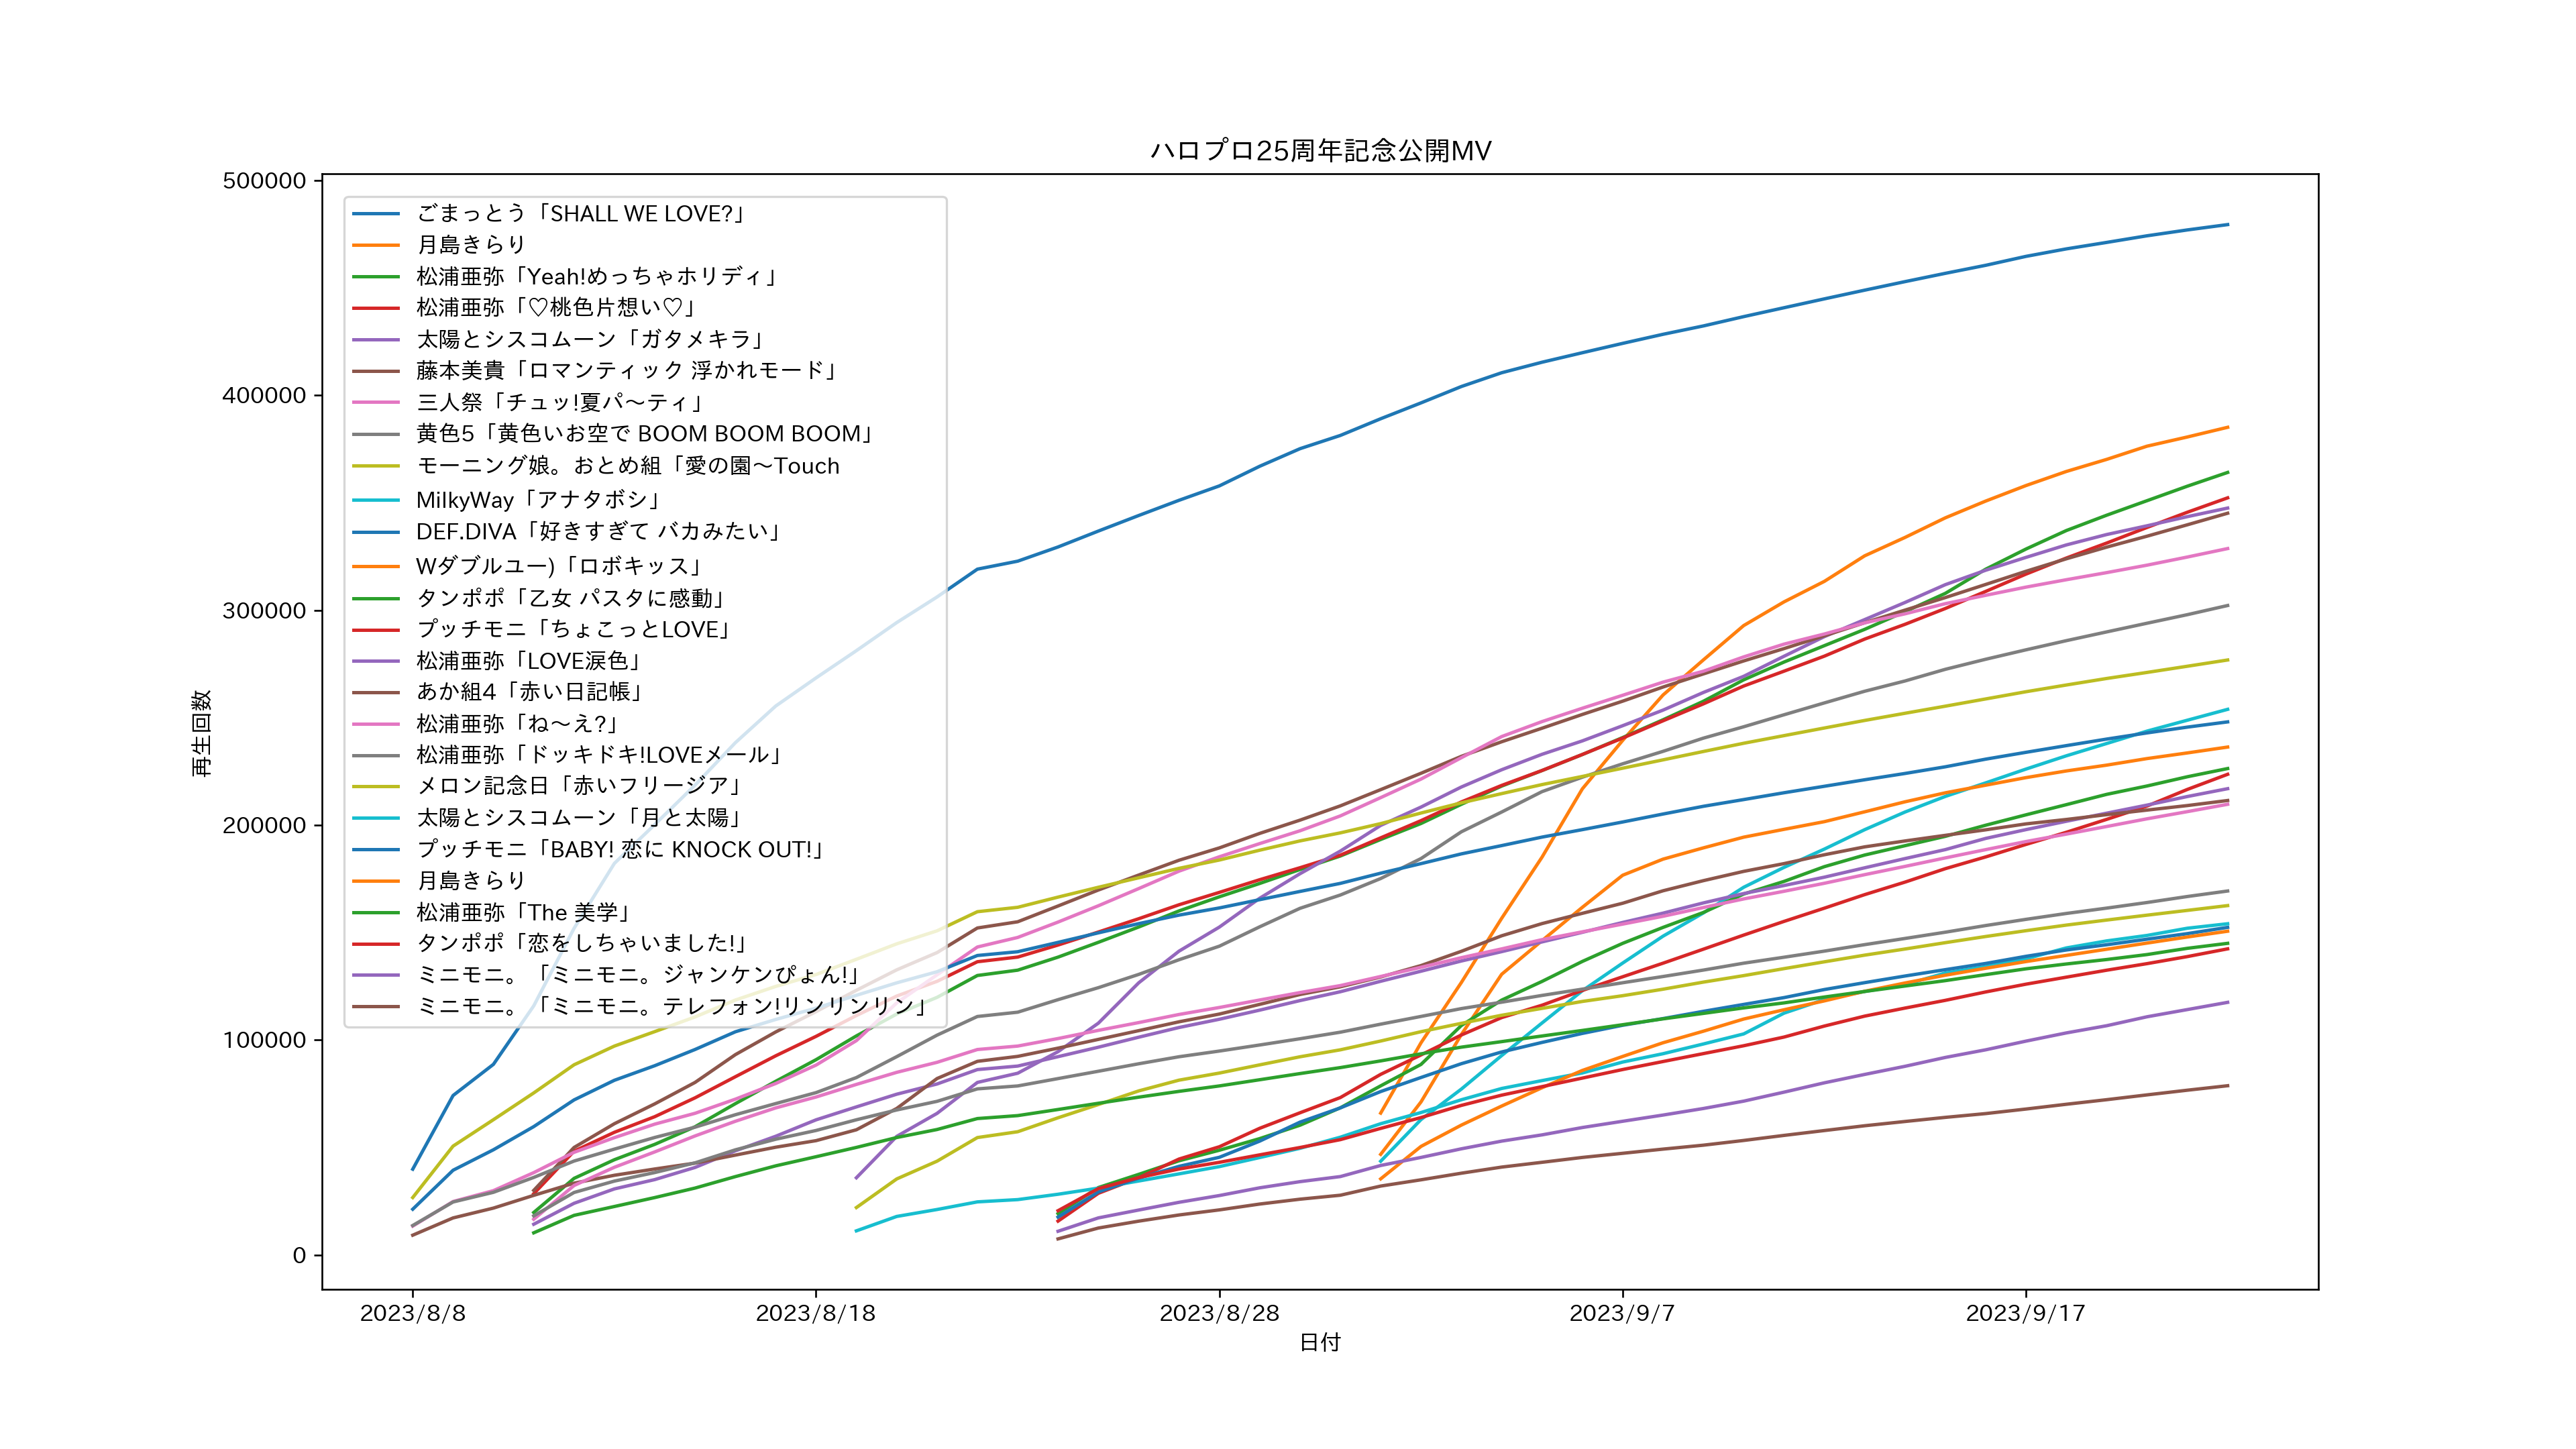 ハロプロ25周年記念公開MV
500000
400000
300000
200000
100000
0
再生回数
ごまっとう「SHALL WE LOVE?」
月島きらり
松浦亜弥「Yeah!めっちゃホリディ」
松浦亜弥「♡桃色片想い♡」
太陽とシスコムーン「ガタメキラ」
藤本美貴「ロマンティック 浮かれモード」
三人祭「チュッ!夏パ〜ティ」
黄色5「黄色いお空で BOOM BOOM BOOM」
モーニング娘。おとめ組「愛の園〜Touch
MilkyWay「アナタボシ」
DEF.DIVA「好きすぎて バカみたい」
Wダブルユー)「ロボキッス」
タンポポ「乙女 パスタに感動」
プッチモニ「ちょこっとLOVE」
松浦亜弥「LOVE涙色」
あか組4「赤い日記帳」
松浦亜弥「ね〜え?」
松浦亜弥「ドッキドキ!LOVEメール」
メロン記念日「赤いフリージア」
太陽とシスコムーン「月と太陽」
プッチモニ「BABY! 恋に KNOCK OUT!」
月島きらり
松浦亜弥「The 美学」
タンポポ「恋をしちゃいました!」
ミニモニ。「ミニモニ。ジャンケンぴょん!」
ミニモニ。「ミニモニ。テレフォン!リンリンリン」
2023/8/8
2023/8/18
2023/8/28
2023/9/7
2023/9/17
日付